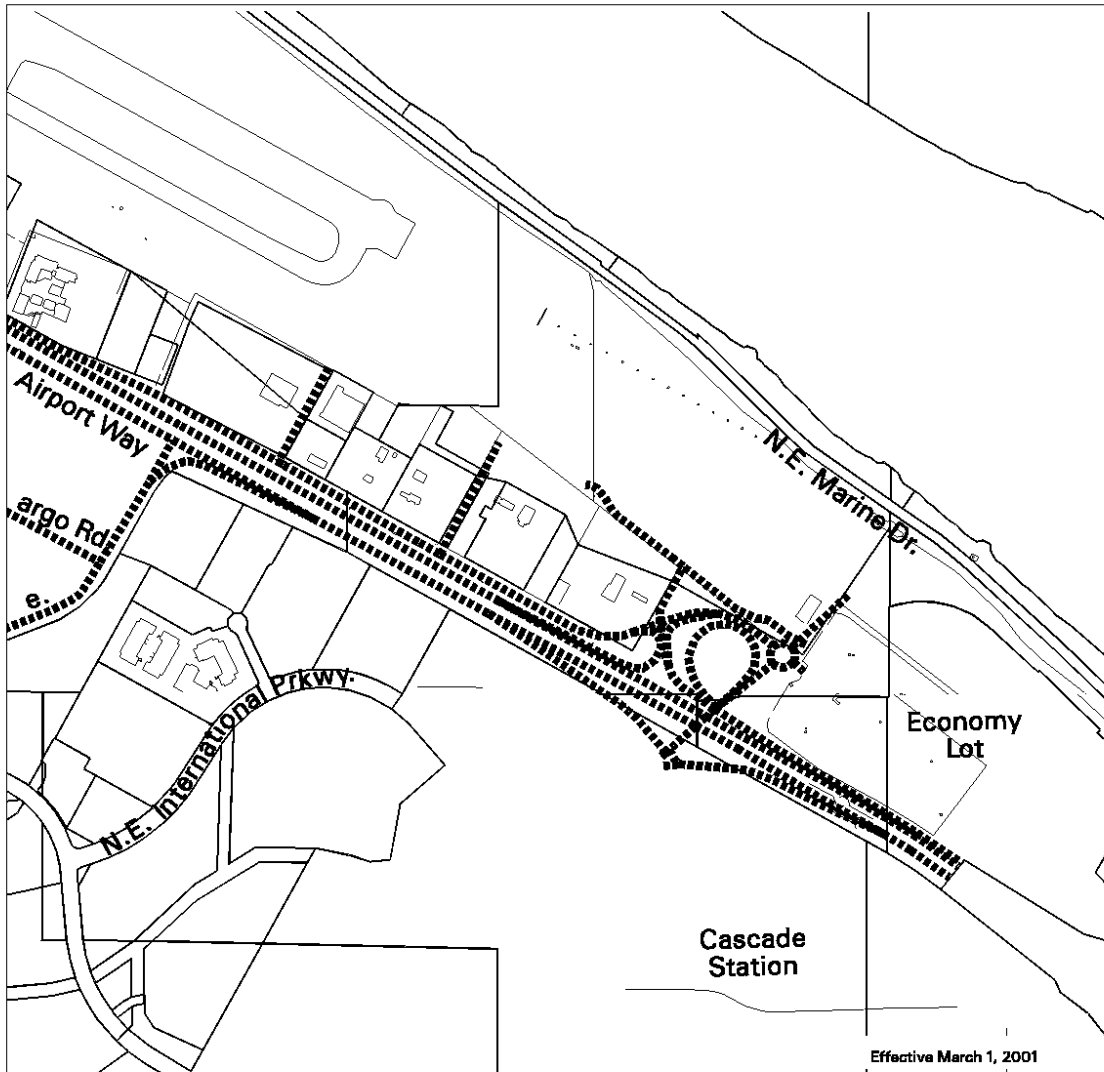 Airport Way
argo Rd.
e.
N.E. International Prkwy.
N.E. Marine Dr.
Economy
Lot
Cascade
Station
Effective March 1, 2001